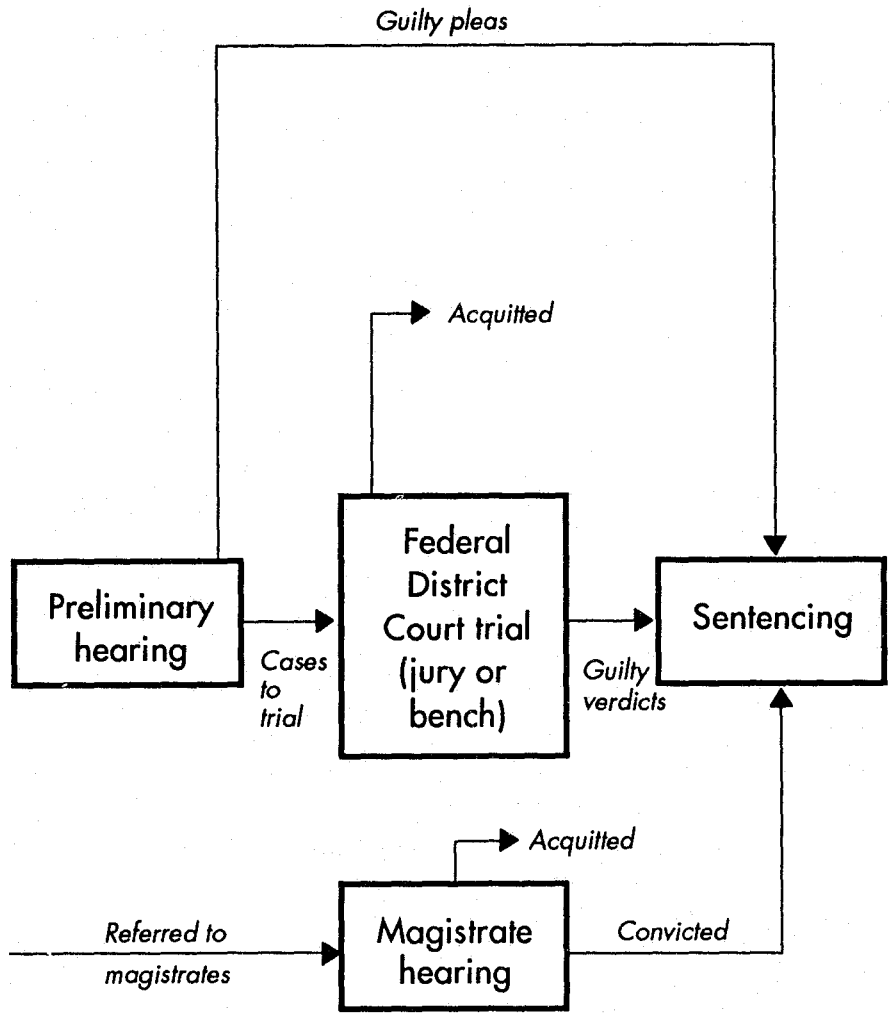 Guilty pleas
Acquitted
Preliminary
hearing
Cases
to
trial
Federal
District
Court trial
(jury or
bench)
Guilty
verdicts
Sentencing
Acquitted
Referred to
magistrates
Magistrate
hearing
Convicted